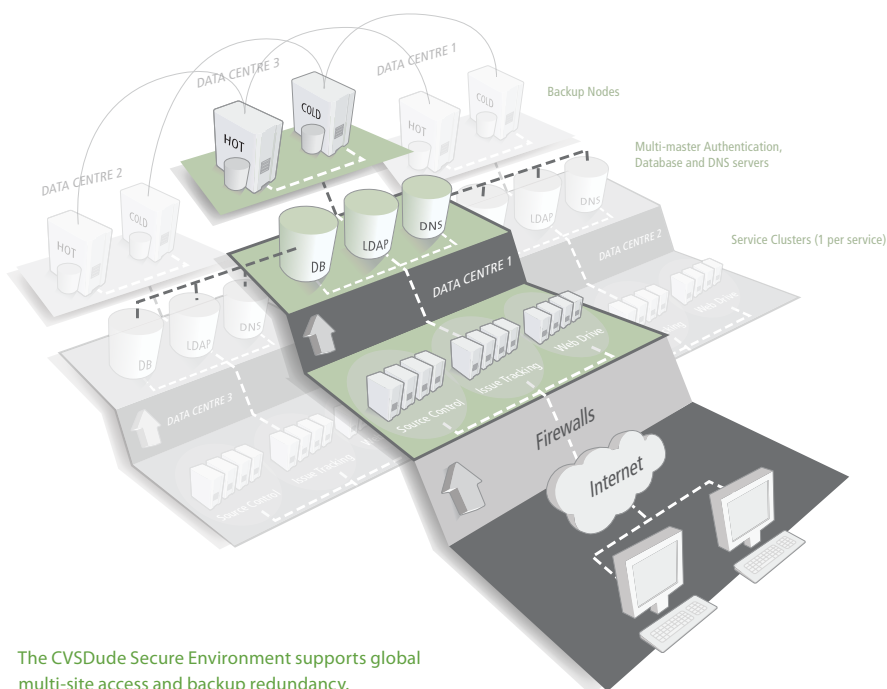 DATA CENTRE 3
DATA CENTRE 1
COLD
COLD
HOT
HOT
Backup Nodes
Multi-master Authentication,
Database and DNS servers
DATA CENTRE 2
COLD
HOT
DNS
LDAP
DNS
LDAP
DB
Service Clusters (1 per service)
DATA CENTRE 2
DATA CENTRE 1
DNS
LDAP
DB
Web Drive
Web Drive
Issue Tracking
Source Control
DATA CENTRE 3
Firewalls
Issue Tracking
Source Control
Internet
The CVSDude Secure Environment supports global
multi-site access and backup redundancy.